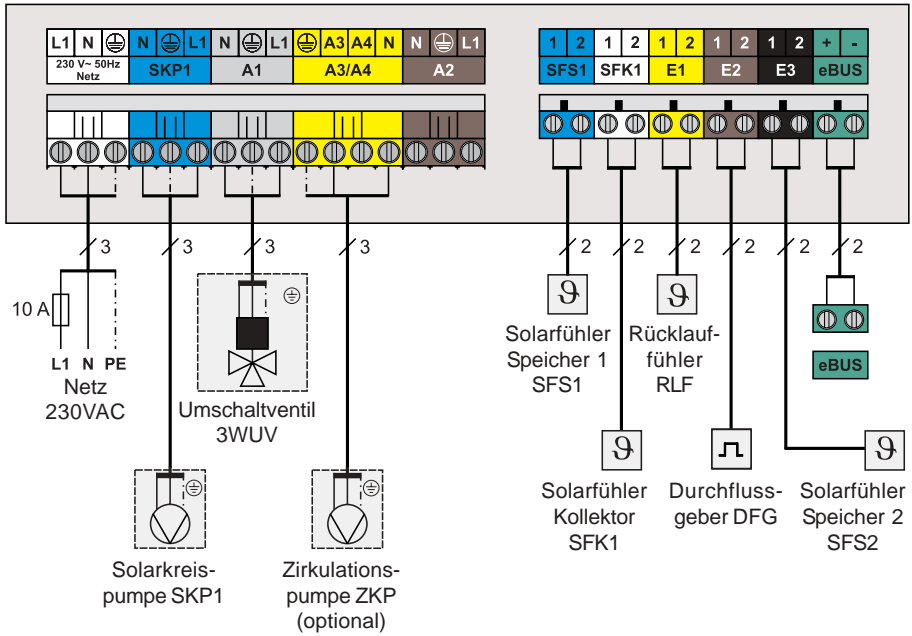 L1 N N L1 N L1 A3 A4 N N L1
230 V~ 50Hz
Netz
SKP1
A1
A3/A4
A2
1 2 1 2 1 2 1 2 1 2 + -
SFS1 SFK1 E1 E2 E3 eBUS
3 3 3 3 2 2 2 2 2 2
10 A
L1 N PE
Netz
230VAC
Umschaltventil
3WUV
Solarkreis-
pumpe SKP1
Zirkulations-
pumpe ZKP
(optional)
ϑ
Solarfühler
Speicher 1
SFS1
ϑ
Rücklauf-
fühler
RLF
eBUS
ϑ
Solarfühler
Kollektor
SFK1
Durchfluss-
geber DFG
ϑ
Solarfühler
Speicher 2
SFS2